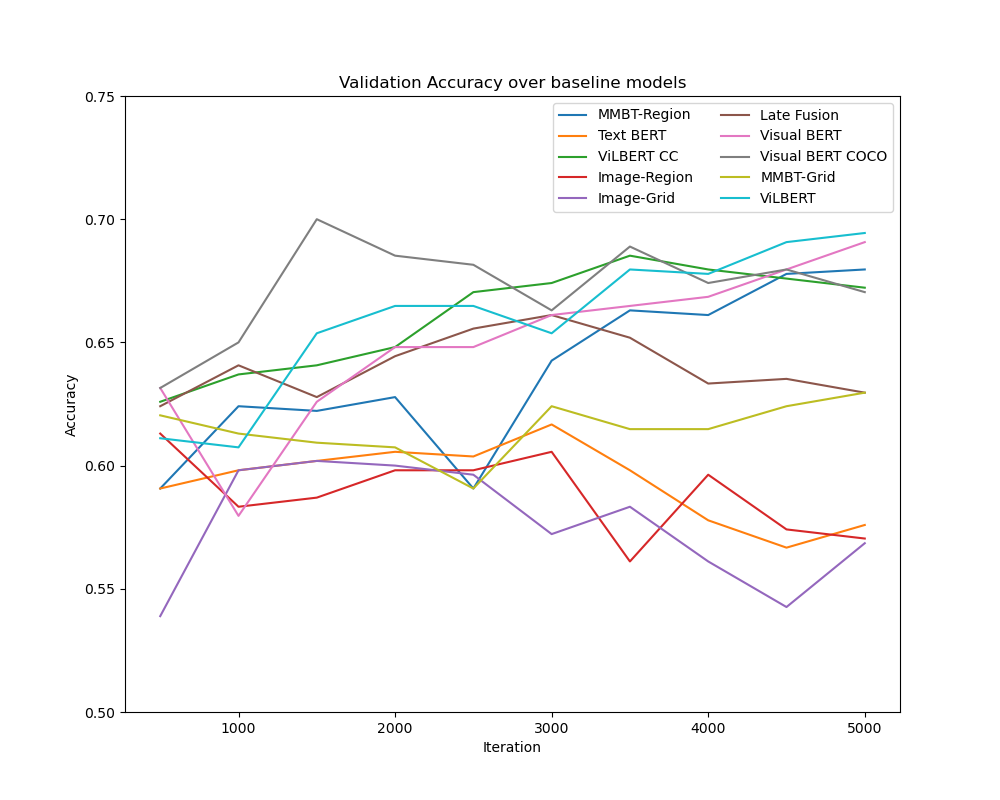 Validation Accuracy over baseline models
0.75
0.70
0.65
0.60
0.55
0.50
Accuracy
MMBT-Region
Text BERT
ViLBERT CC
Image-Region
Image-Grid
Late Fusion
Visual BERT
Visual BERT COCO
MMBT-Grid
ViLBERT
1000 2000 3000 4000 5000
Iteration